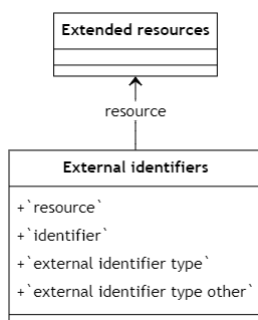 Extended resources
resource
External identifiers
+`resource`
+`identifier`
+`external identifier type`
+`external identifier type other`